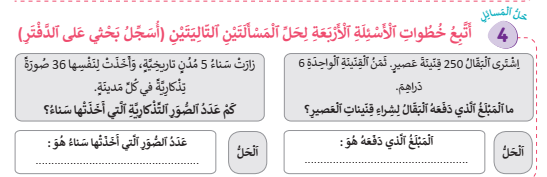 حَلُّ الْمَسائِلِ
4 أَتَّبِعُ خُطُواتِ الْأَسْئِلَةِ الْأَرْبَعَةِ لِحَلِّ الْمَسْأَلَتَيْنِ التّالِيَتَيْنِ (أُسَجِّلُ بَحْثي عَلى الدَّفْتَرِ)
اِشْتَرى الْبَقّالُ 250 قِنّينَةَ عَصيرٍ. ثَمَنُ الْقِنّينَةِ الْواحِدَةِ 6
دَراهِمَ.
ما الْمَبْلَغُ الَّذي دَفَعَهُ الْبَقّالُ لِشِراءِ قِنّيناتِ الْعَصيرِ؟
اَلْحَلُّ
اَلْمَبْلَغُ الَّذي دَفَعَهُ هُوَ :
زارَتْ سَناءُ 5 مُدُنٍ تاريخِيَّةٍ، وَأَخَذَتْ لِنَفْسِها 36 صُورَةً
تِذْكارِيَّةً في كُلِّ مَدينَةٍ.
كَمْ عَدَدُ الصُّوَرِ التِّذْكارِيَّةِ الَّتي أَخَذَتْها سَناءُ؟
اَلْحَلُّ
عَدَدُ الصُّوَرِ الَّتي أَخَذَتْها سَناءُ هُوَ :